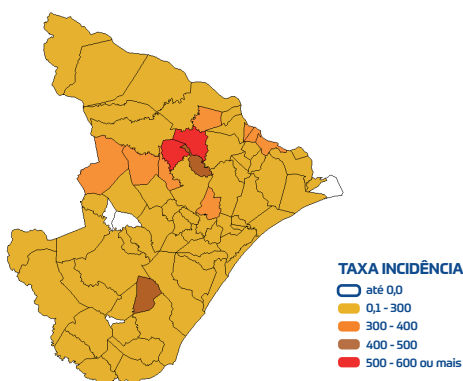 TAXA INCIDÊNCIA
até 0,0
0,1 - 300
300 - 400
400 - 500
500 - 600 ou mais